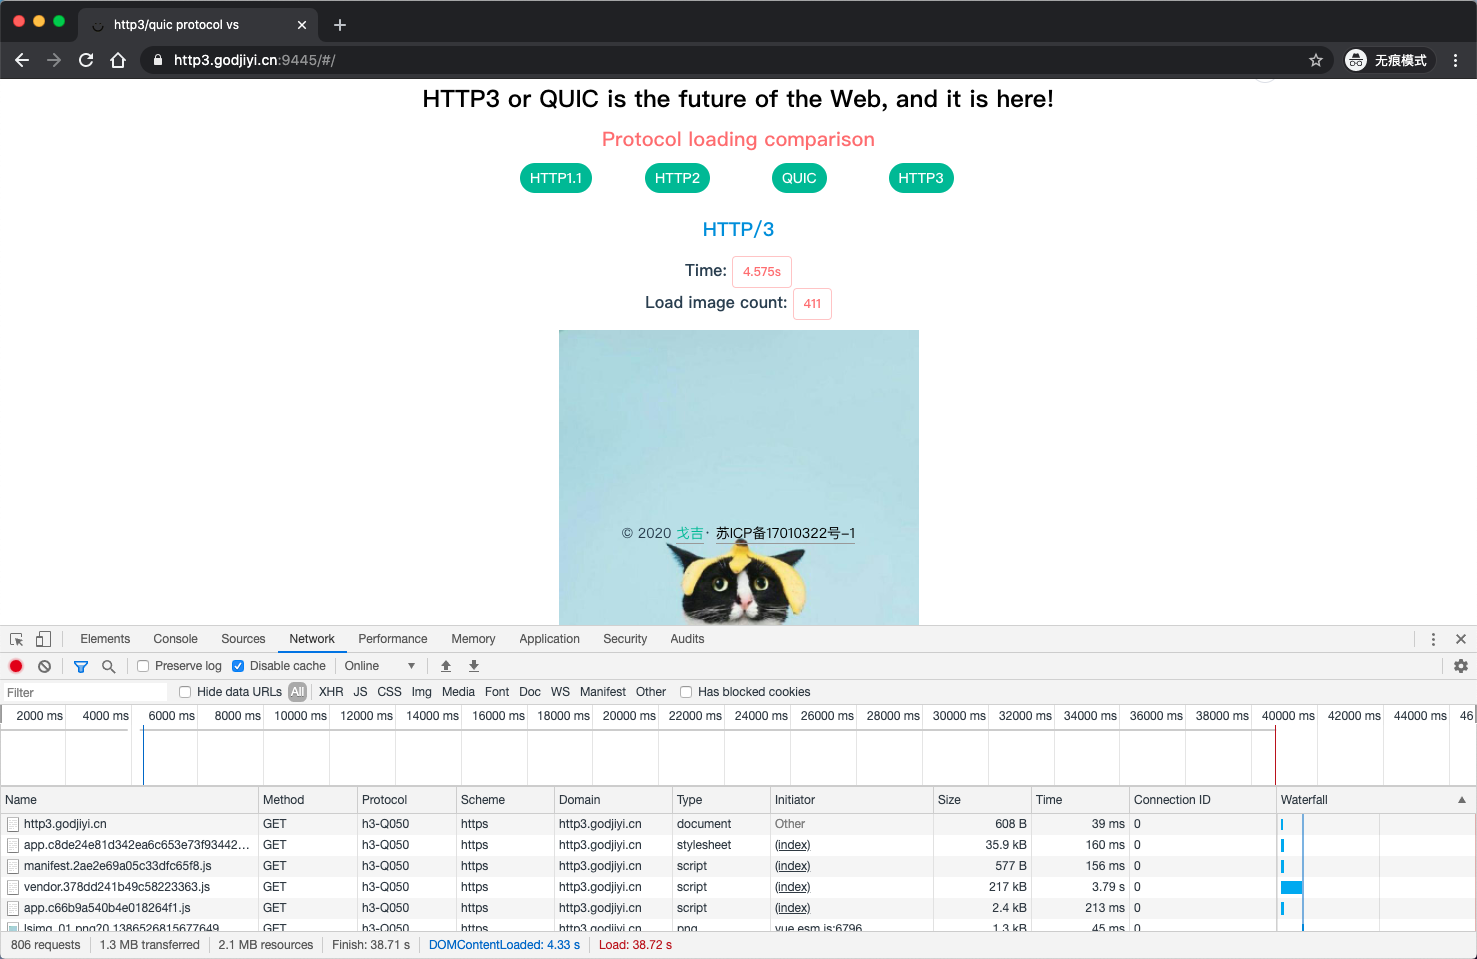 http3/quic protocol vs
http3.godjiyi.cn:9445/#/
无痕模式
HTTP3 or QUIC is the future of the Web, and it is here!
Protocol loading comparison
HTTP1.1 HTTP2 QUIC HTTP3
HTTP/3
Time: 4.575s
Load image count: 411
© 2020 戈吉· 苏ICP备17010322号-1
Elements Console Sources Network Performance Memory Application Security Audits
Preserve log Disable cache Online
Filter Hide data URLs All XHR JS CSS Img Media Font Doc WS Manifest Other Has blocked cookies
2000 ms 4000 ms 6000 ms 8000 ms 10000 ms 12000 ms 14000 ms 16000 ms 18000 ms 20000 ms 22000 ms 24000 ms 26000 ms 28000 ms 30000 ms 32000 ms 34000 ms 36000 ms 38000 ms 40000 ms 42000 ms 44000 ms 46
Name Method Protocol Scheme Domain Type Initiator Size Time Connection ID Waterfall
http3.godjiyi.cn GET h3-Q050 https http3.godjiyi.cn document Other 608 B 39 ms 0
app.c8de24e81d342ea6c653e73f93442... GET h3-Q050 https http3.godjiyi.cn stylesheet (index) 35.9 kB 160 ms 0
manifest.2ae2e69a05c33dfc65f8.js GET h3-Q050 https http3.godjiyi.cn script (index) 577 B 156 ms 0
vendor.378dd241b49c58223363.js GET h3-Q050 https http3.godjiyi.cn script (index) 217 kB 3.79 s 0
app.c66b9a540b4e018264f1.js GET h3-Q050 https http3.godjiyi.cn script (index) 2.4 kB 213 ms 0
lsimg_01.png?0.1386526815677649 GET h3-Q050 https http3.godjiyi.cn png vue.esm.js:6796 1.3 kB 45 ms 0
806 requests 1.3 MB transferred 2.1 MB resources Finish: 38.71 s DOMContentLoaded: 4.33 s Load: 38.72 s